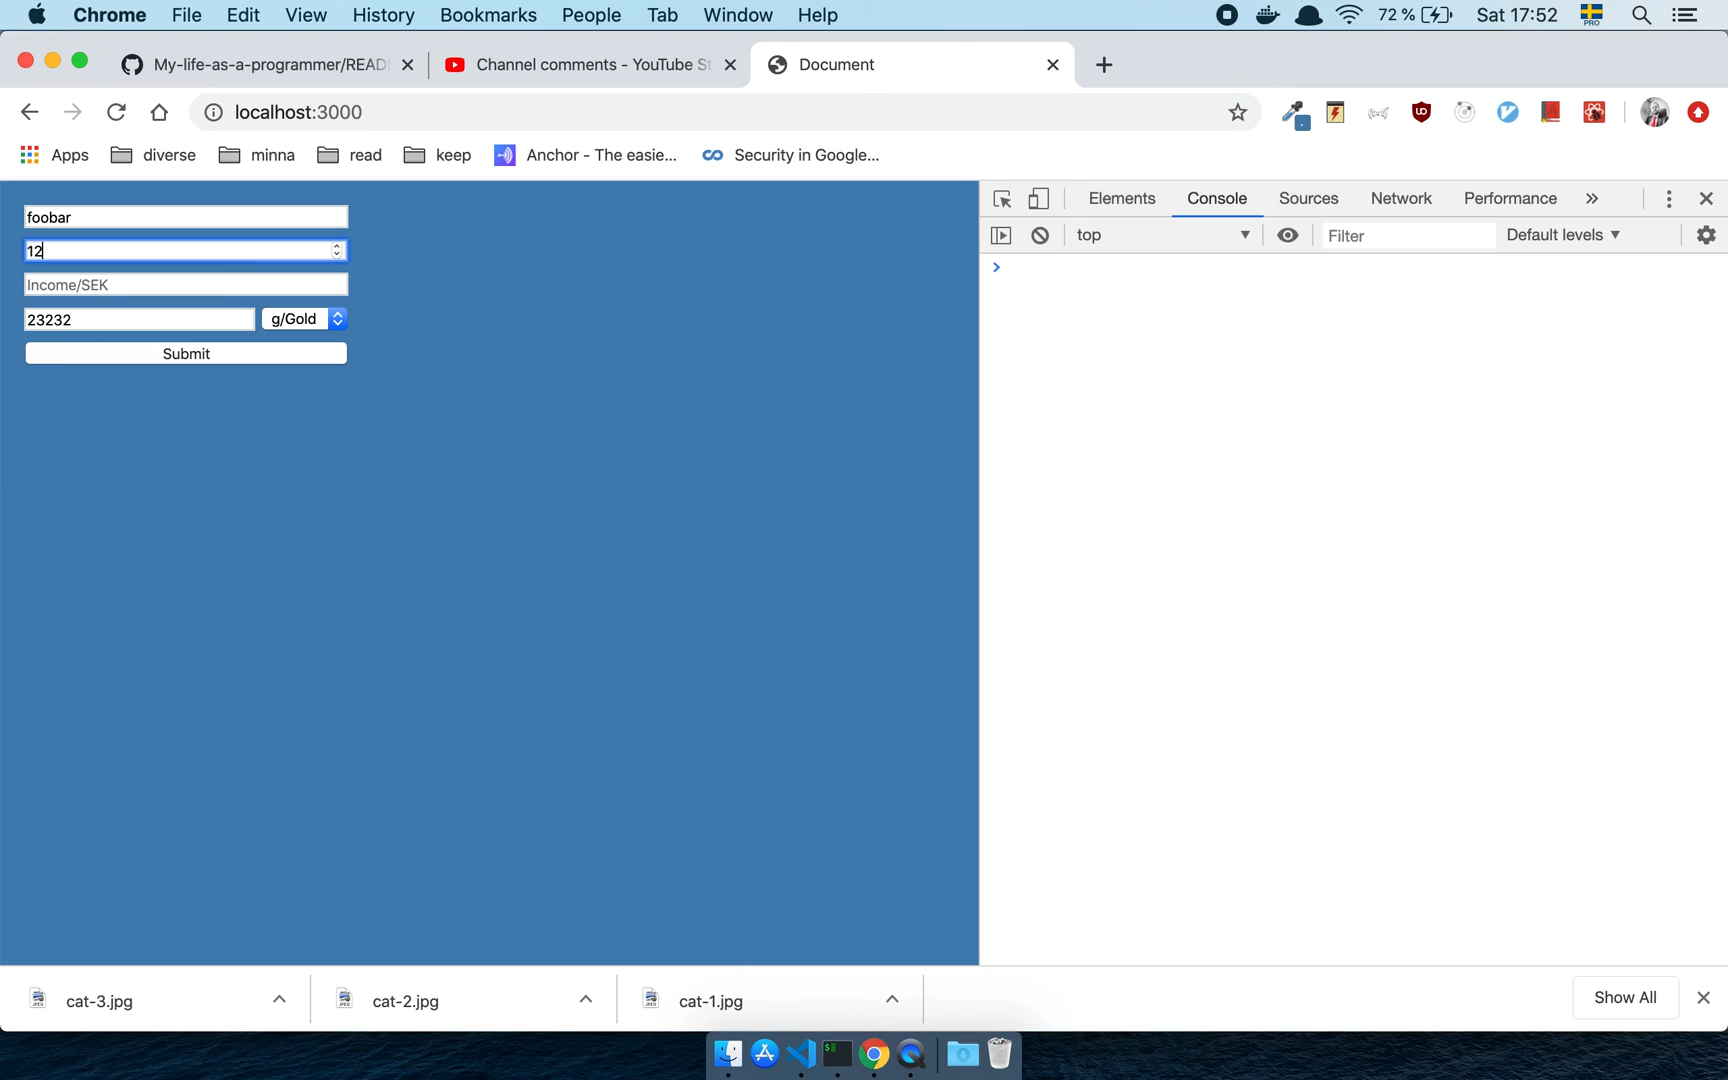 Chrome File Edit View History Bookmarks People Tab Window Help 72 % Sat 17:52 PRO
My-life-as-a-programmer/READ Channel comments - YouTube St Document
localhost:3000
Apps diverse minna read keep Anchor - The easie... Security in Google...
foobar
12
Income/SEK
23232 g/Gold
Submit
Elements Console Sources Network Performance
top Filter Default levels
cat-3.jpg cat-2.jpg cat-1.jpg Show All